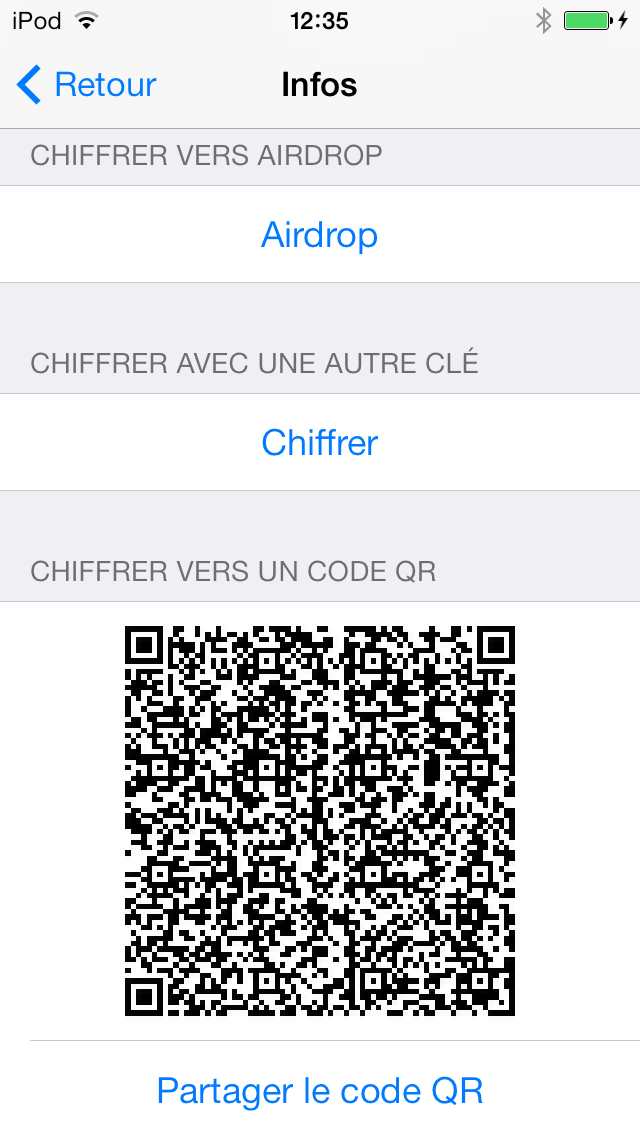 iPod 12:35
Retour Infos
CHIFFRER VERS AIRDROP
Airdrop
CHIFFRER AVEC UNE AUTRE CLÉ
Chiffrer
CHIFFRER VERS UN CODE QR
Partager le code QR